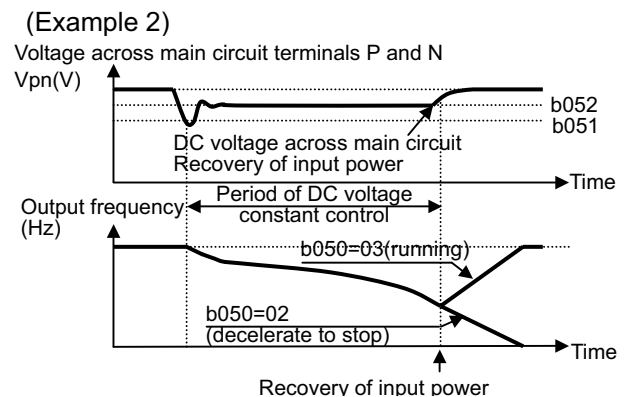 (Example 2)
Voltage across main circuit terminals P and N
Vpn(V)
b052
b051
DC voltage across main circuit
Recovery of input power
Time
Period of DC voltage
constant control
Output frequency
(Hz)
b050=03(running)
b050=02
(decelerate to stop)
Time
Recovery of input power